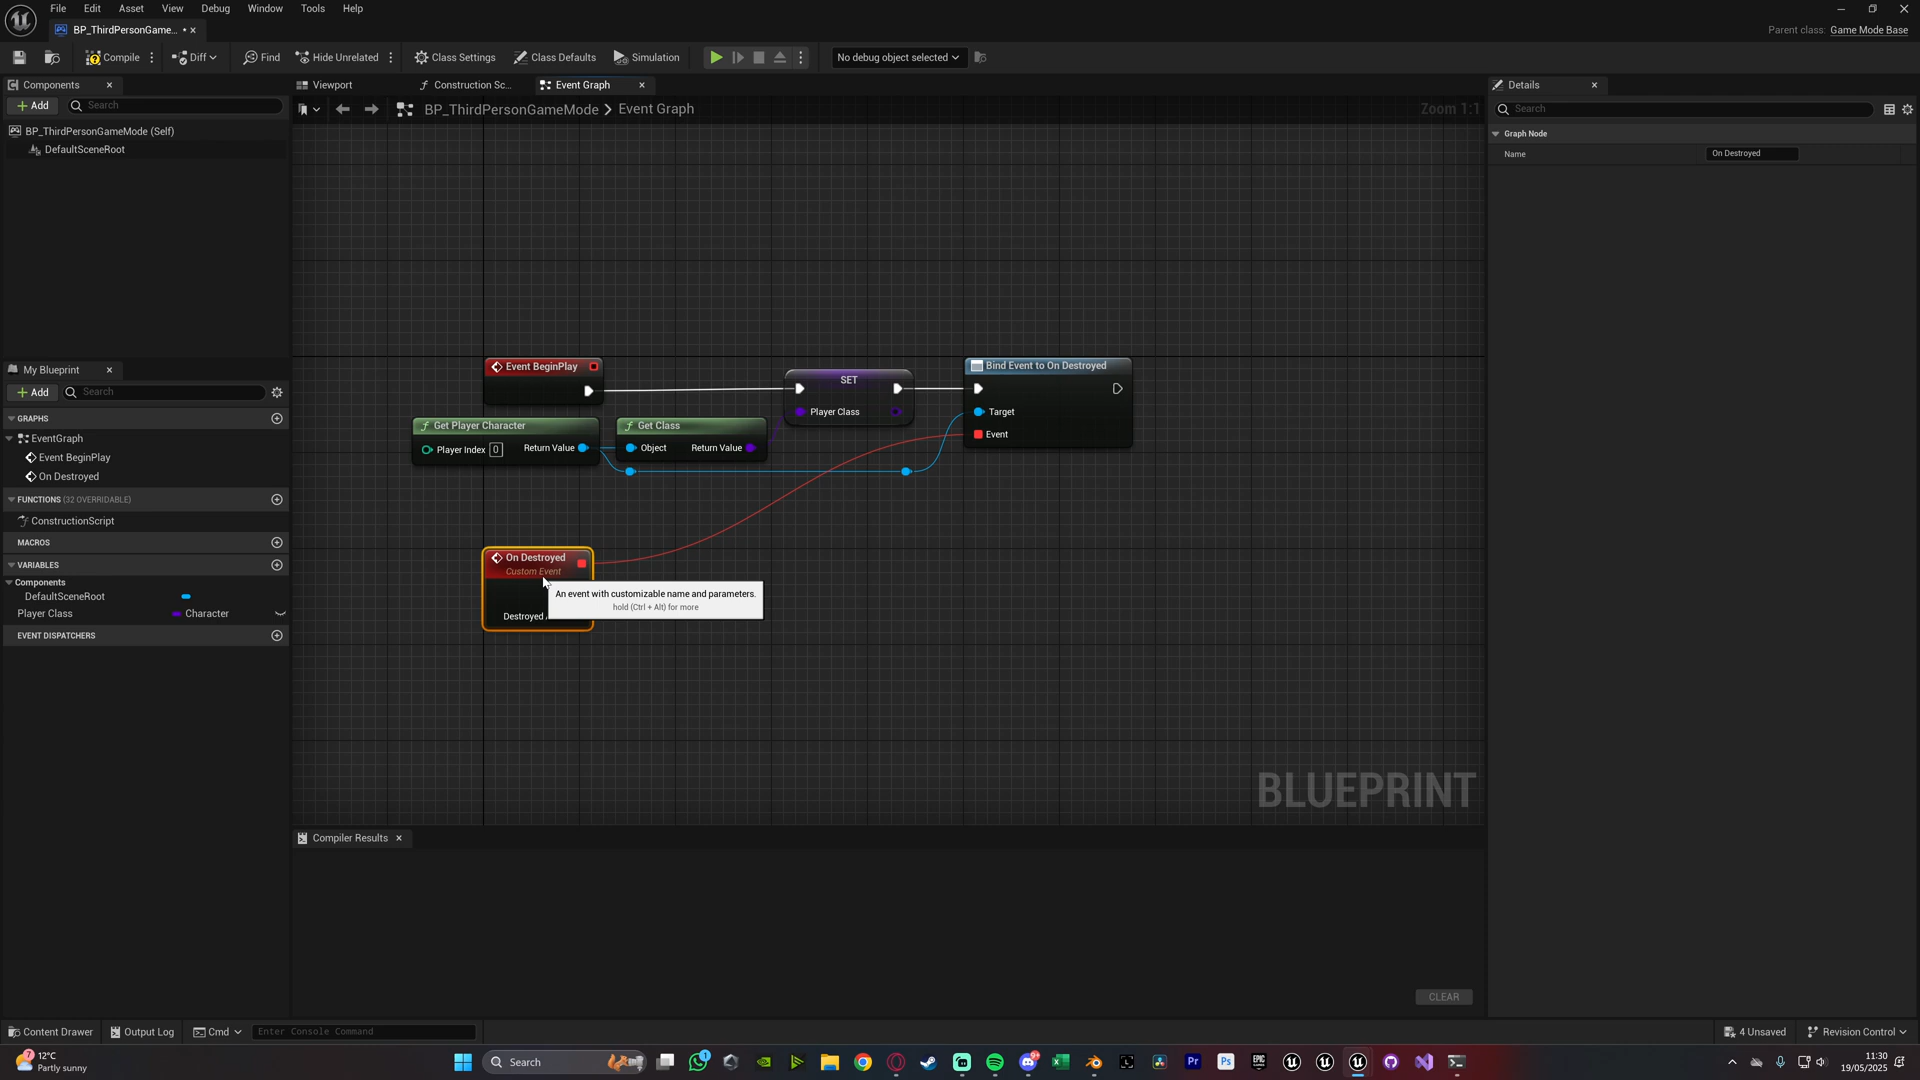 File Edit Asset View Debug Window Tools Help
BP_ThirdPersonGame...
Parent class: Game Mode Base
Compile Diff Find Hide Unrelated Class Settings Class Defaults Simulation No debug object selected
Components
Add Search
BP_ThirdPersonGameMode (Self)
DefaultSceneRoot
My Blueprint
Add Search
GRAPHS
EventGraph
Event BeginPlay
On Destroyed
FUNCTIONS (32 OVERRIDABLE)
ConstructionScript
MACROS
VARIABLES
Components
DefaultSceneRoot
Player Class Character
EVENT DISPATCHERS
Viewport Construction Sc... Event Graph
BP_ThirdPersonGameMode > Event Graph
Zoom 1:1
Event BeginPlay
SET
Player Class
Bind Event to On Destroyed
Target
Event
Get Player Character
Player Index 0 Return Value
Get Class
Object Return Value
On Destroyed
Custom Event
Destroyed
An event with customizable name and parameters.
hold (Ctrl + Alt) for more
BLUEPRINT
Compiler Results
CLEAR
Details
Search
Graph Node
Name On Destroyed
Content Drawer Output Log Cmd Enter Console Command
4 Unsaved Revision Control
7
12°C
Partly sunny
Search
1
Pr
Ps
EPIC GAMES
11:30
19/05/2025